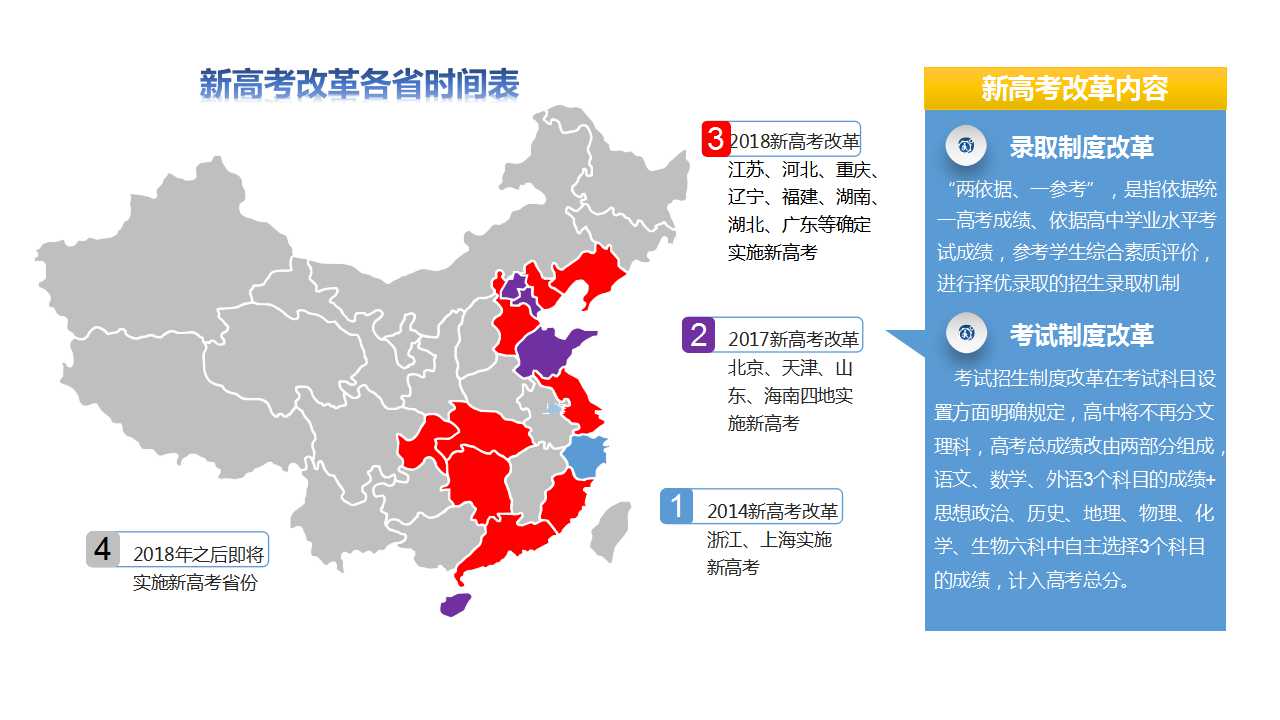 新高考改革各省时间表
3
2018新高考改革
江苏、河北、重庆、
辽宁、福建、湖南、
湖北、广东等确定
实施新高考
2
2017新高考改革
北京、天津、山
东、海南四地实
施新高考
1
2014新高考改革
浙江、上海实施
新高考
4
2018年之后即将
实施新高考省份
新高考改革内容
录取制度改革
“两依据、一参考”，是指依据统
一高考成绩、依据高中学业水平考
试成绩，参考学生综合素质评价，
进行择优录取的招生录取机制
考试制度改革
考试招生制度改革在考试科目设
置方面明确规定，高中将不再分文
理科，高考总成绩改由两部分组成，
语文、数学、外语3个科目的成绩+
思想政治、历史、地理、物理、化
学、生物六科中自主选择3个科目
的成绩，计入高考总分。